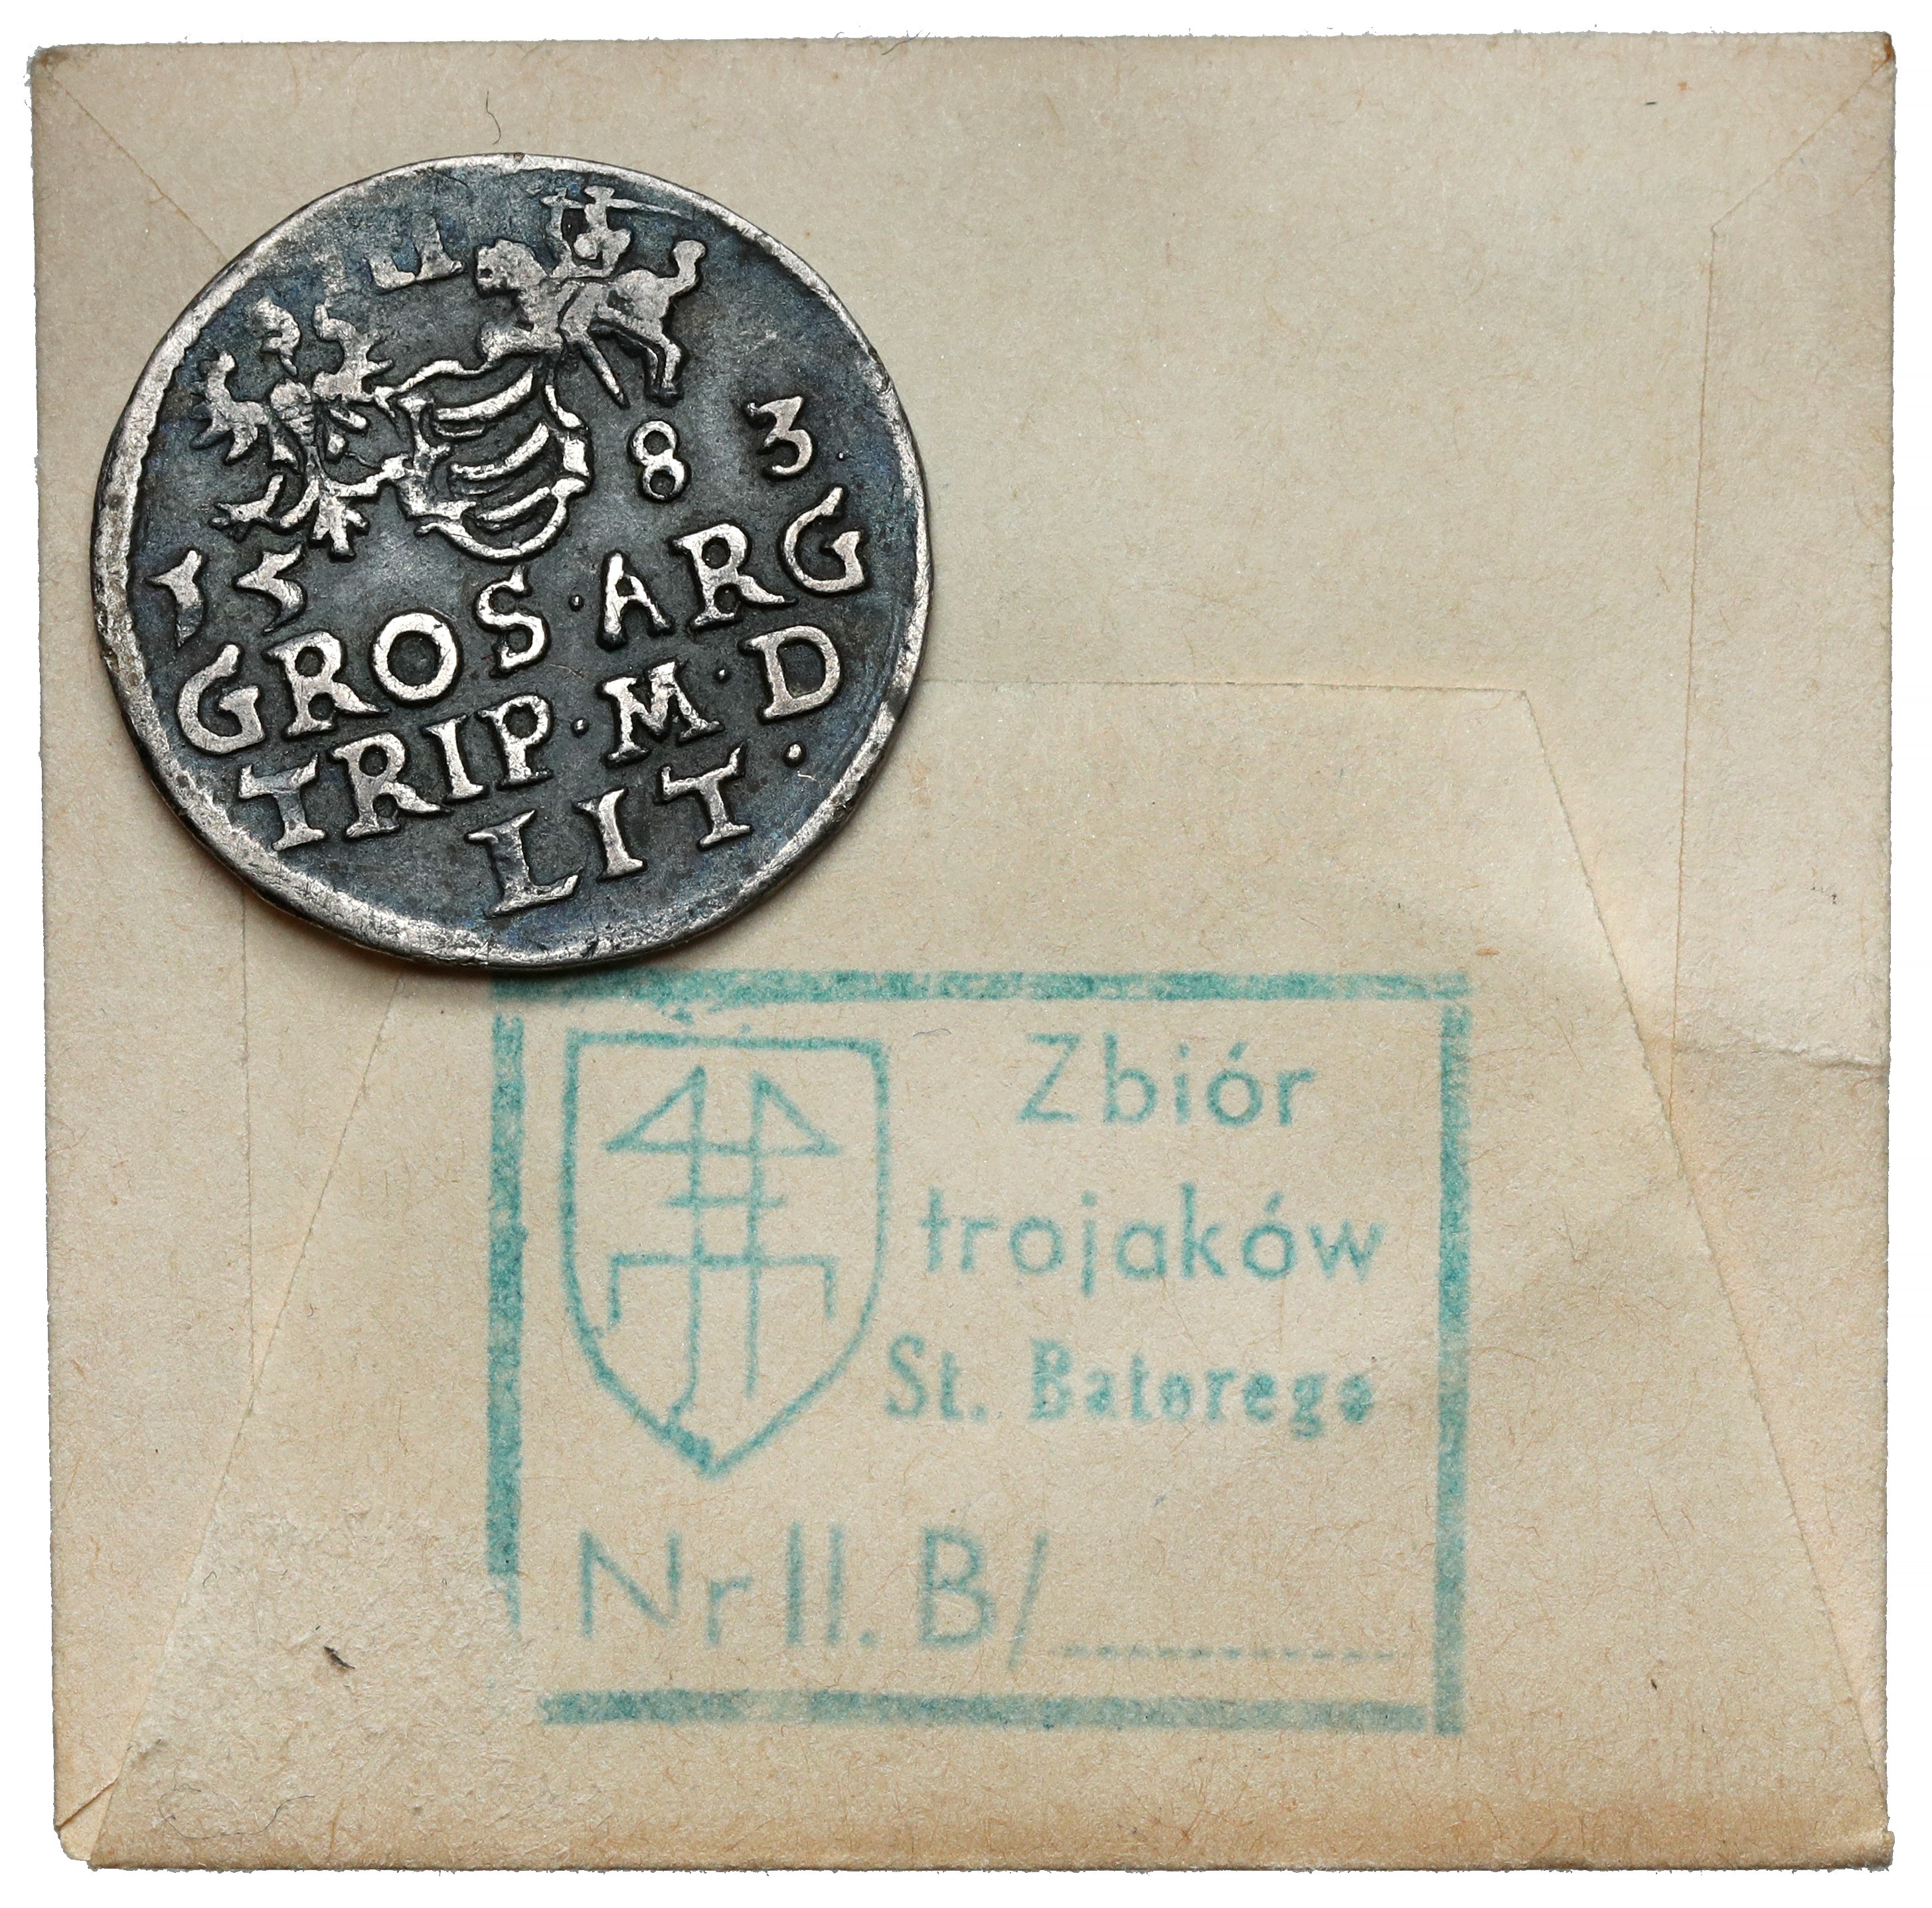 83
15
GROS·ARG
TRIP·M·D
LIT·
Zbiór
trojaków
St. Batorego
Nr II. B/